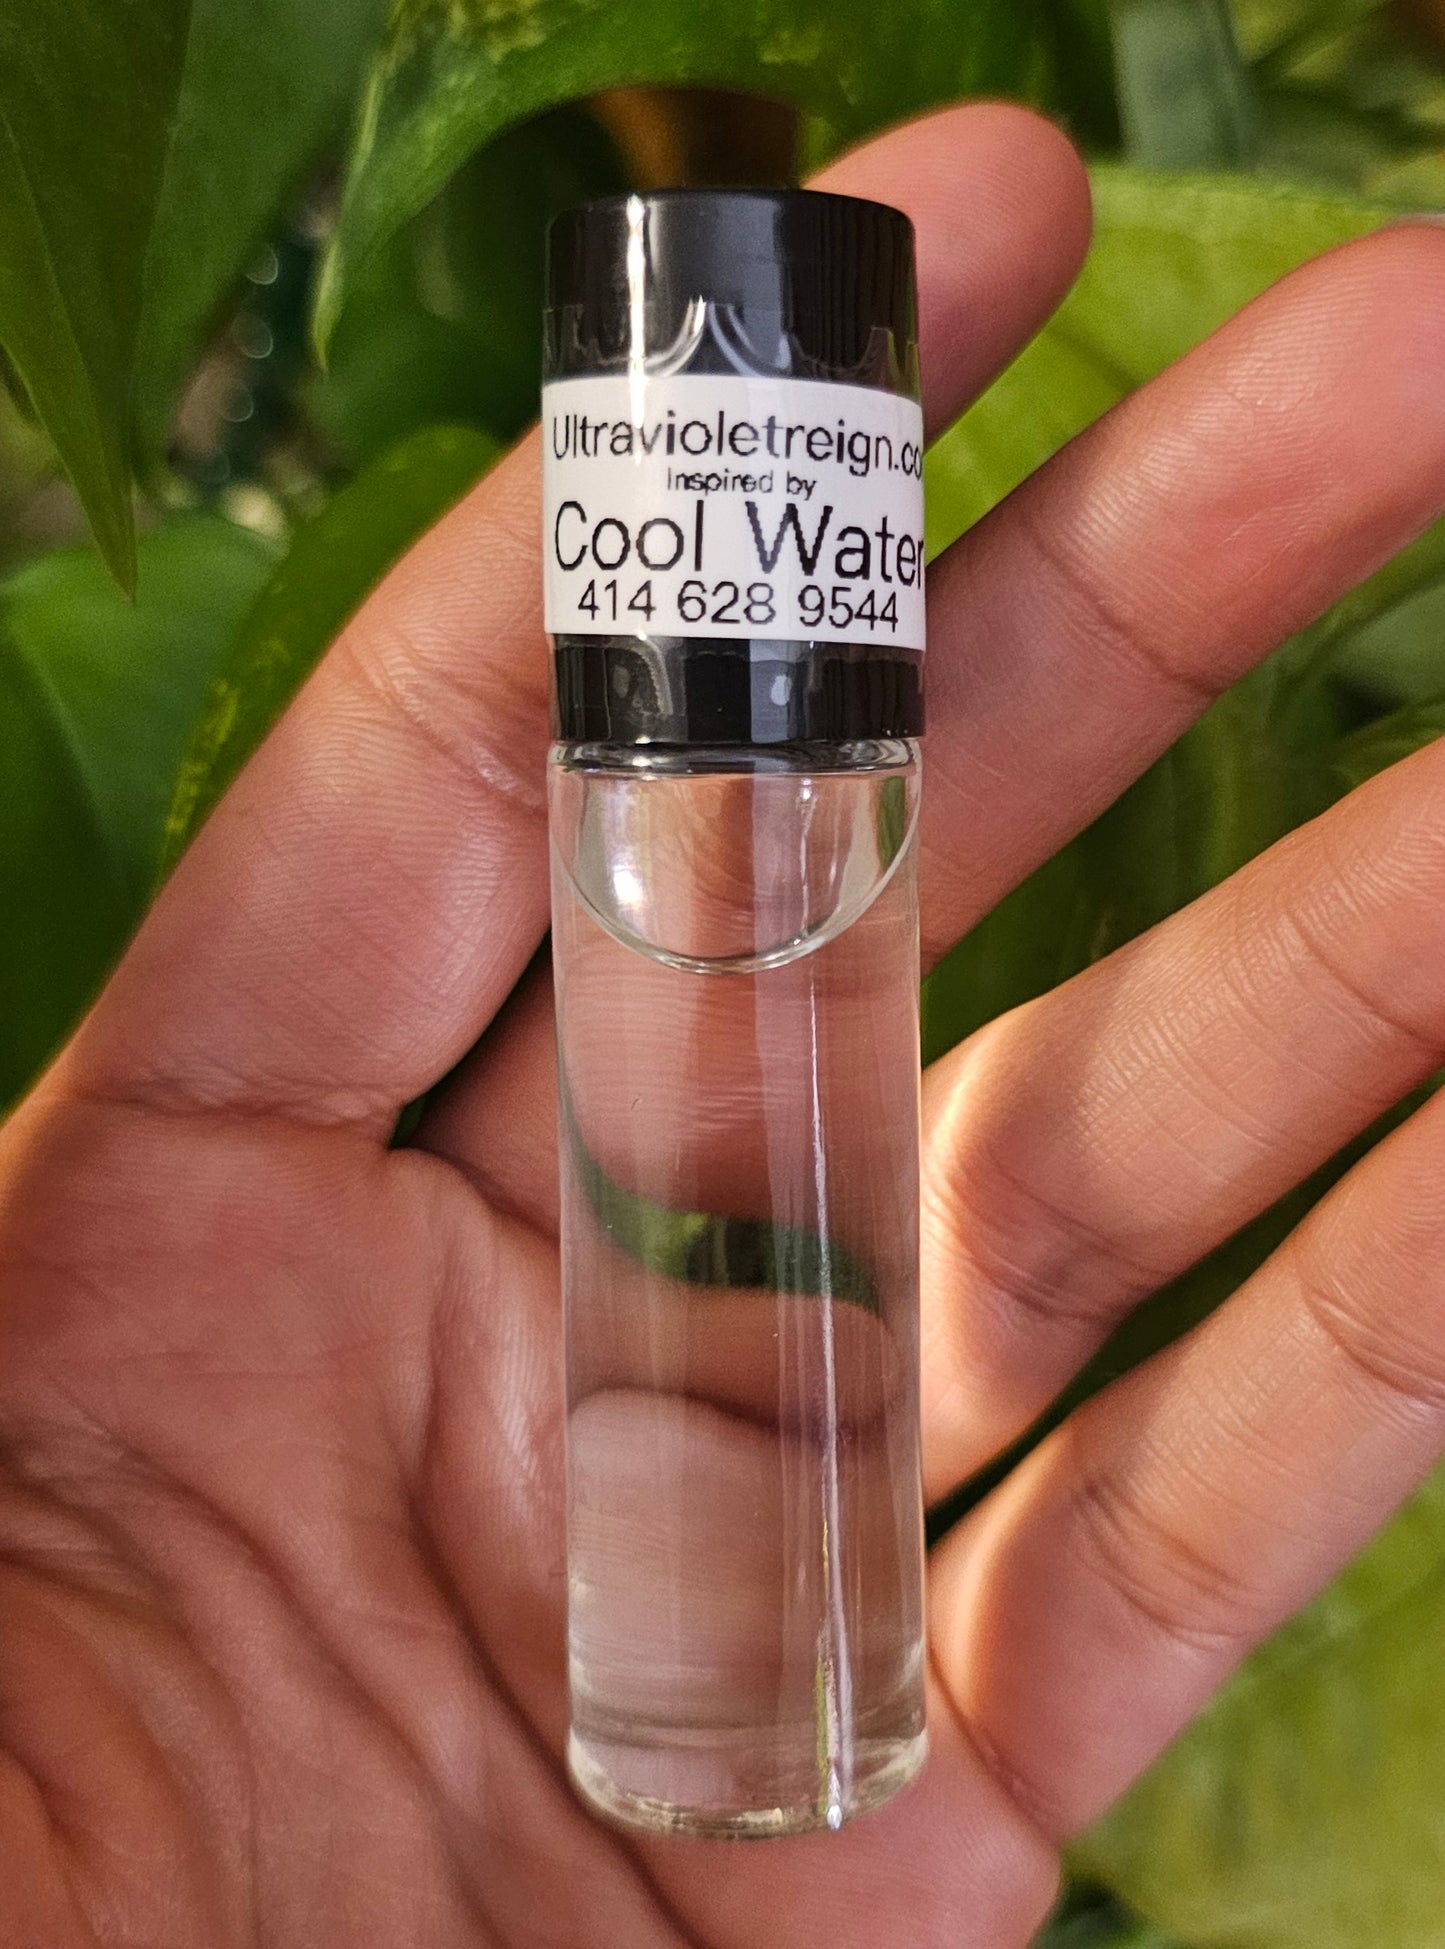 Ultravioletreign.co
Inspired by
Cool Water
414 628 9544